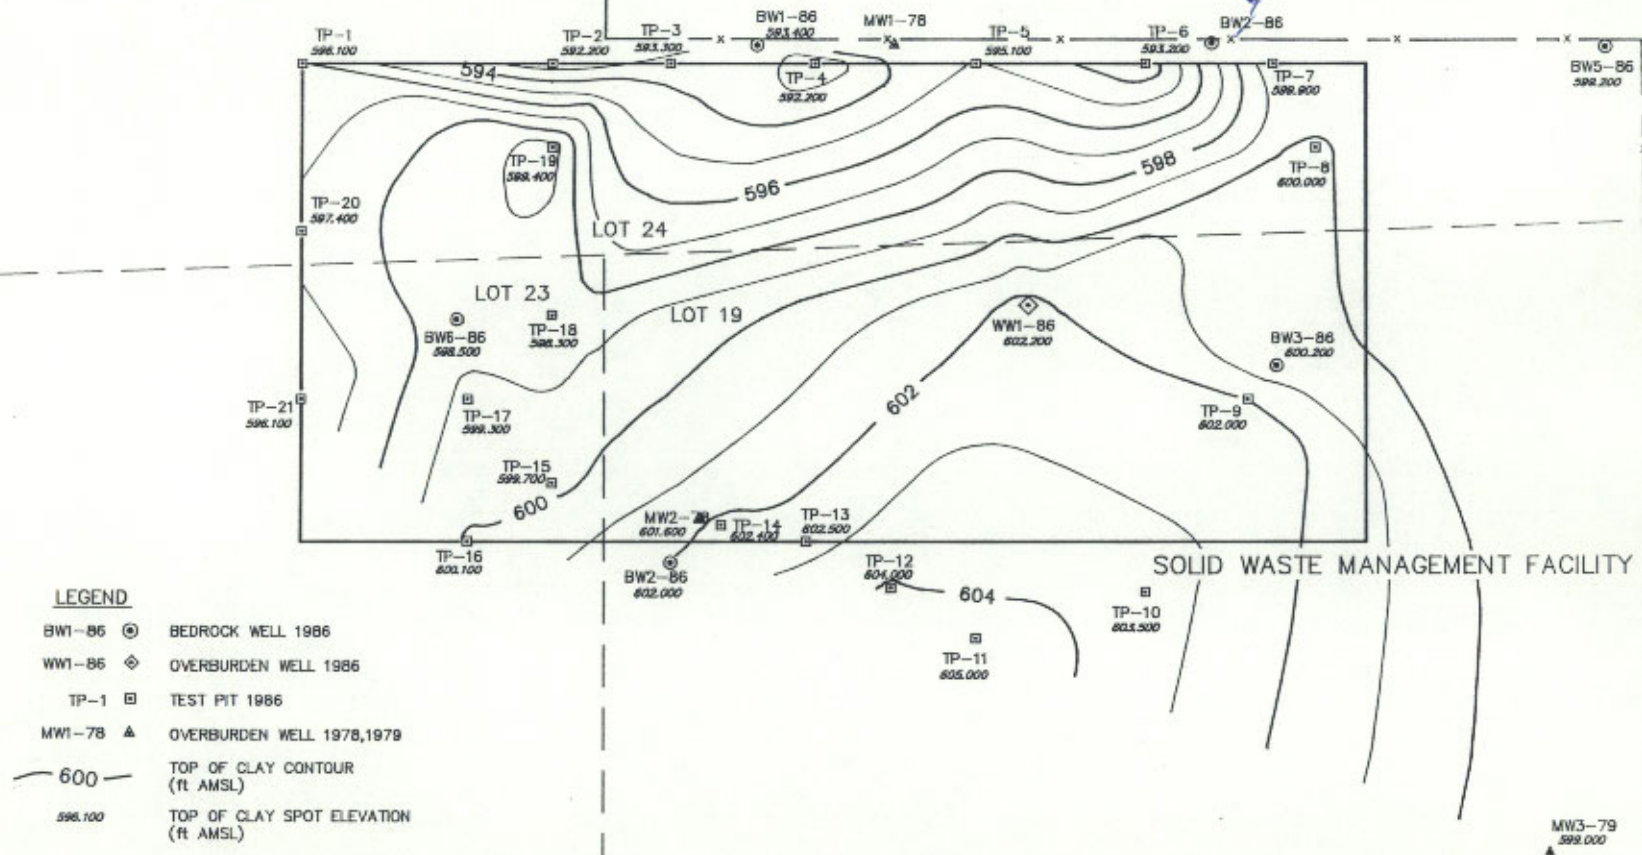 TP-1
596.100
TP-2
592.200
TP-3
593.300
BW1-86
593.400
MW1-78
TP-5
595.100
TP-6
593.200
BW2-86
BW5-86
599.200
594
TP-4
592.200
TP-7
599.900
TP-19
599.400
596
598
TP-8
600.000
TP-20
597.400
LOT 24
LOT 23
LOT 19
BW6-86
598.500
TP-18
598.300
WW1-86
602.200
BW3-86
600.200
TP-21
596.100
TP-17
599.300
602
TP-9
602.000
TP-15
599.700
600
MW2-
601.600
TP-14
602.400
TP-13
602.500
TP-16
600.100
BW2-86
602.000
TP-12
604.000
SOLID WASTE MANAGEMENT FACILITY
604
TP-10
603.500
TP-11
605.000
LEGEND
BW1-86 BEDROCK WELL 1986
WW1-86 OVERBURDEN WELL 1986
TP-1 TEST PIT 1986
MW1-78 OVERBURDEN WELL 1978,1979
600 TOP OF CLAY CONTOUR
(ft AMSL)
596.100 TOP OF CLAY SPOT ELEVATION
(ft AMSL)
MW3-79
599.000